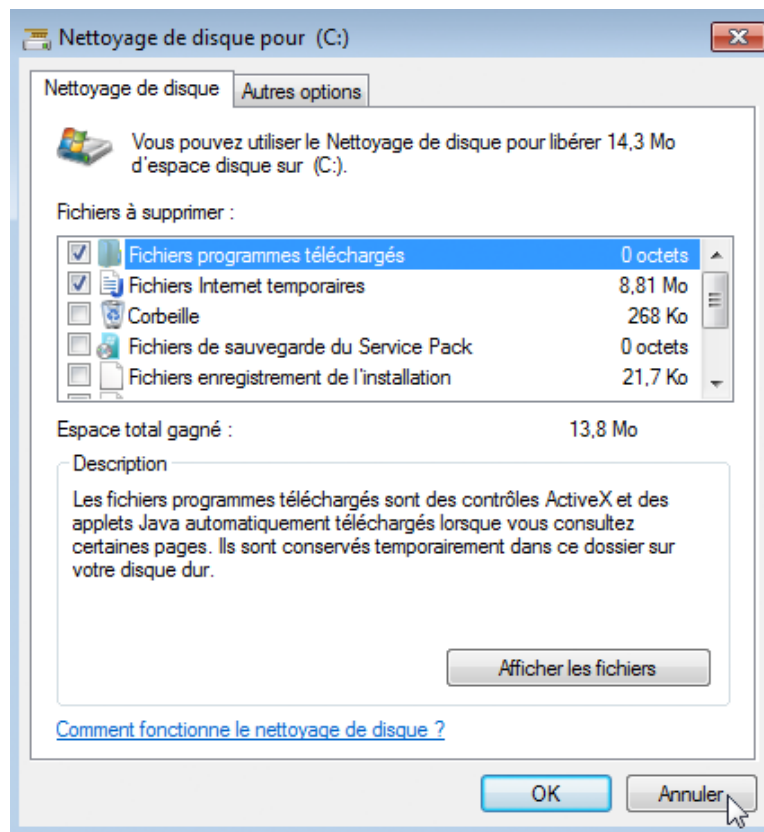 Nettoyage de disque pour (C:)
Nettoyage de disque
Autres options
Vous pouvez utiliser le Nettoyage de disque pour libérer 14,3 Mo
d'espace disque sur (C:).
Fichiers à supprimer :
Fichiers programmes téléchargés 0 octets
Fichiers Internet temporaires 8,81 Mo
Corbeille 268 Ko
Fichiers de sauvegarde du Service Pack 0 octets
Fichiers enregistrement de l'installation 21,7 Ko
Espace total gagné : 13,8 Mo
Description
Les fichiers programmes téléchargés sont des contrôles ActiveX et des
applets Java automatiquement téléchargés lorsque vous consultez
certaines pages. Ils sont conservés temporairement dans ce dossier sur
votre disque dur.
Afficher les fichiers
Comment fonctionne le nettoyage de disque ?
OK
Annuler